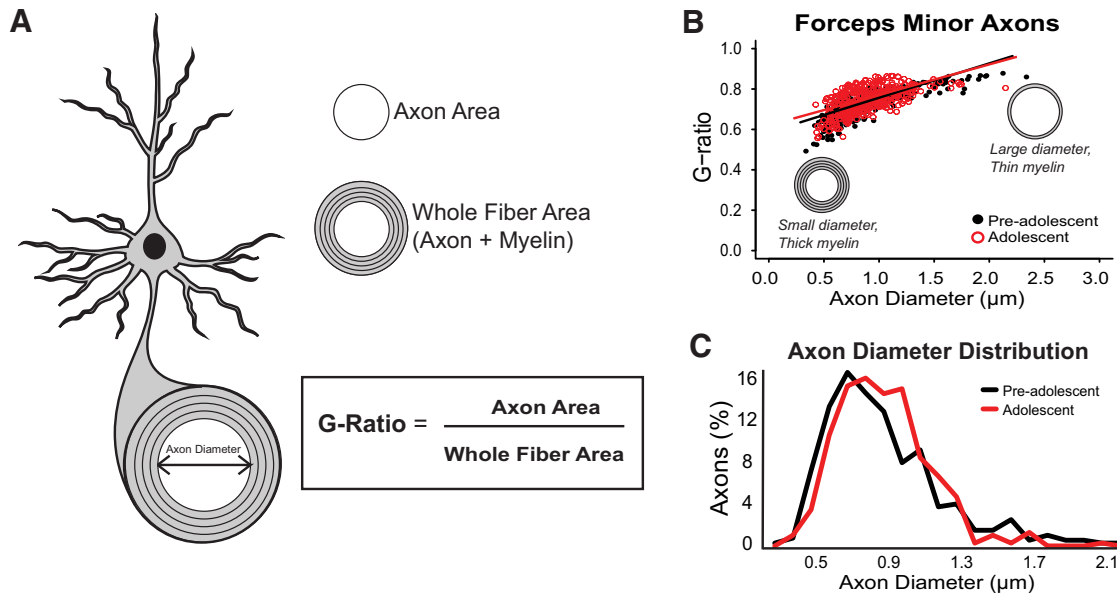 A
Axon Area
Whole Fiber Area
(Axon + Myelin)
Axon Diameter
G-Ratio =
Axon Area
Whole Fiber Area
B
Forceps Minor Axons
G-ratio
1.0
0.8
0.6
0.4
0.2
0.0
Large diameter,
Thin myelin
Small diameter,
Thick myelin
Pre-adolescent
Adolescent
0.0 0.5 1.0 1.5 2.0 2.5 3.0
Axon Diameter (µm)
C
Axon Diameter Distribution
Axons (%)
16
12
8
4
0
Pre-adolescent
Adolescent
0.5 0.9 1.3 1.7 2.1
Axon Diameter (µm)